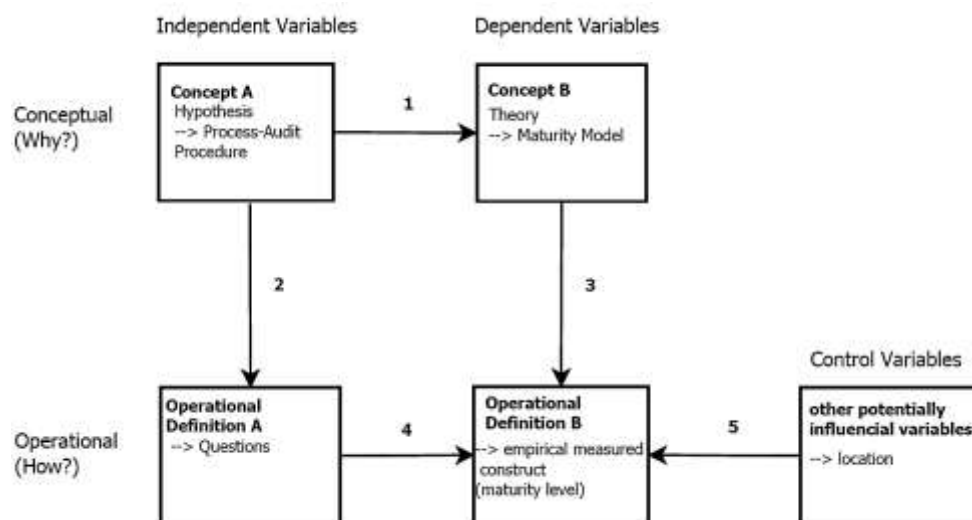 Independent Variables
Dependent Variables
Conceptual
(Why?)
Concept A
Hypothesis
--> Process-Audit
Procedure
1
Concept B
Theory
--> Maturity Model
2
3
Control Variables
Operational
(How?)
Operational
Definition A
--> Questions
4
Operational
Definition B
--> empirical measured
construct
(maturity level)
5
other potentially
influencial variables
--> location